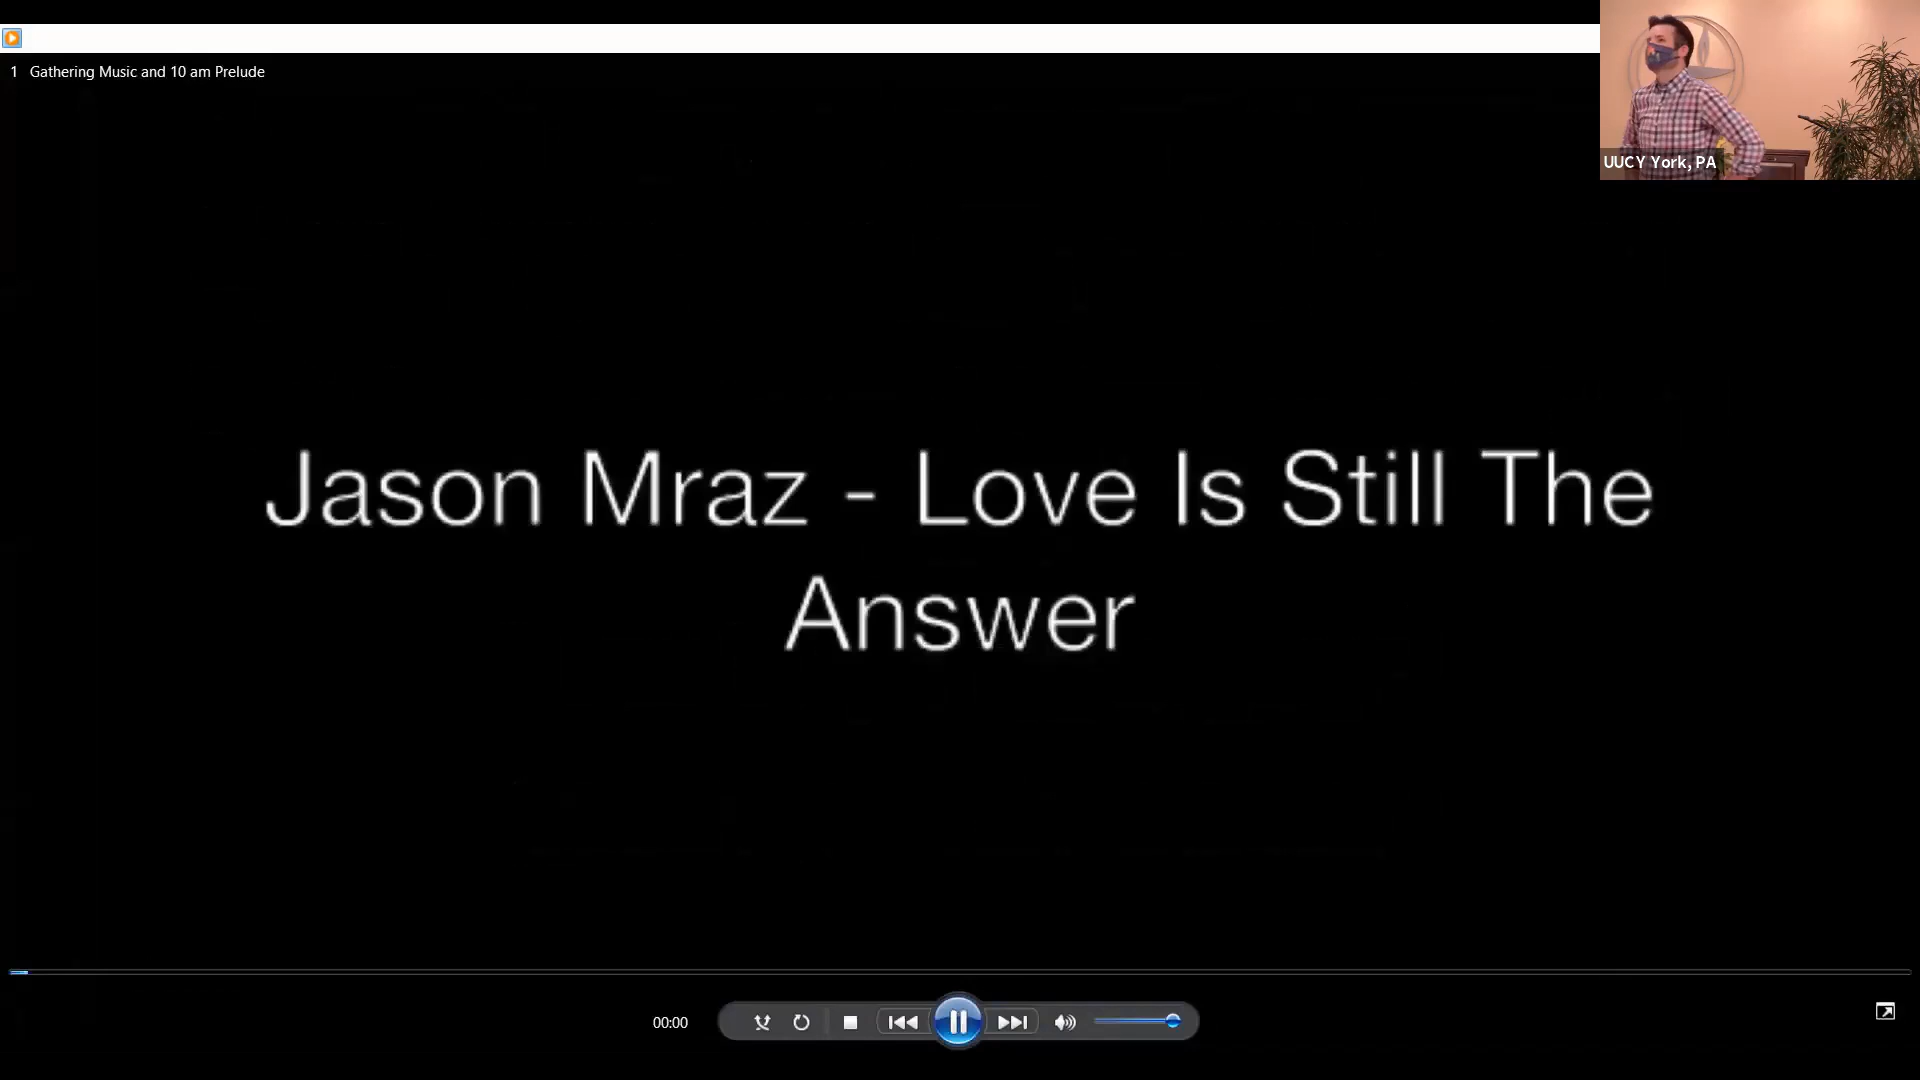 1 Gathering Music and 10 am Prelude
UUCY York, PA
Jason Mraz - Love Is Still The
Answer
00:00